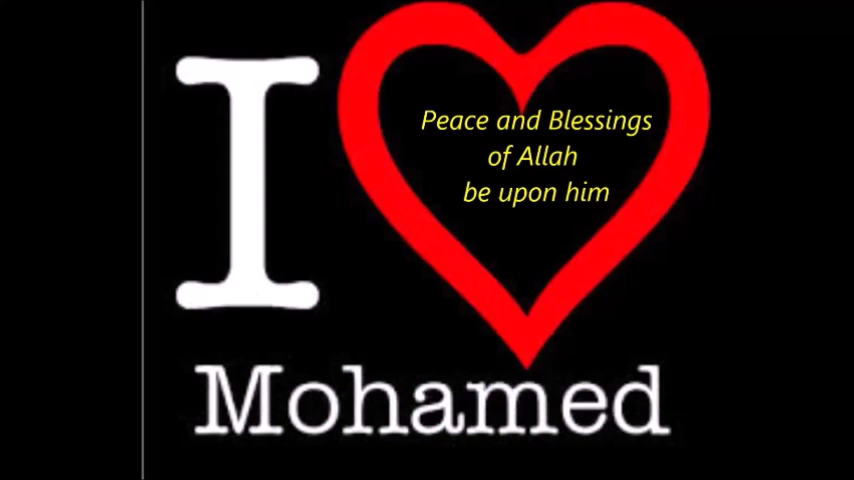 I
Peace and Blessings
of Allah
be upon him
Mohamed